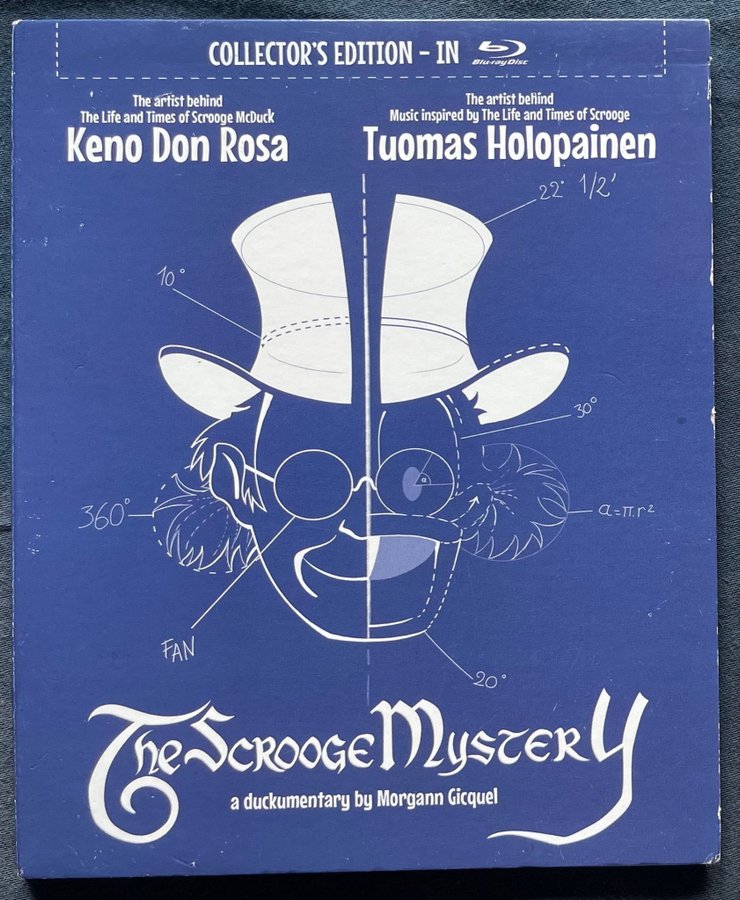 COLLECTOR'S EDITION – IN Blu-ray Disc
The artist behind
The Life and Times of Scrooge McDuck
Keno Don Rosa
The artist behind
Music inspired by The Life and Times of Scrooge
Tuomas Holopainen
22° 1/2'
10°
30°
α
360°
a=π.r²
FAN
20°
The Scrooge Mystery
a duckumentary by Morgann Gicquel